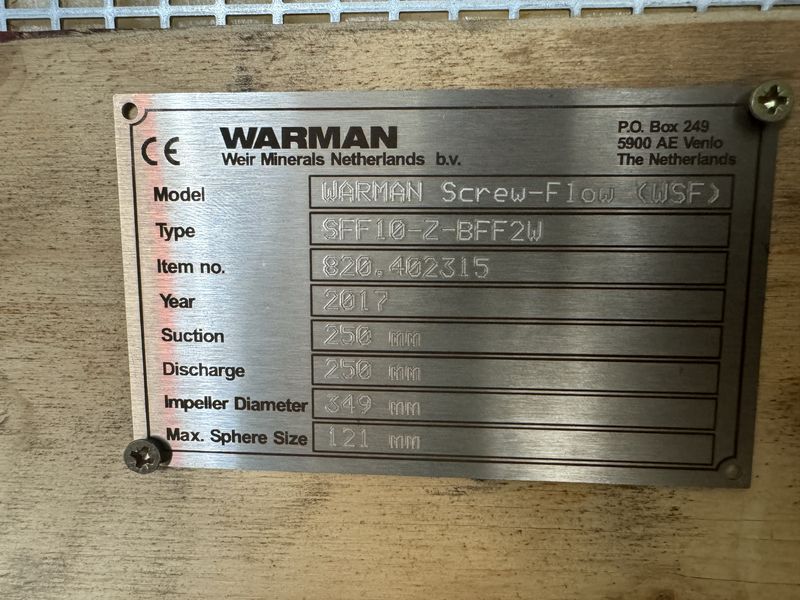 CE
WARMAN
Weir Minerals Netherlands b.v.
P.O. Box 249
5900 AE Venlo
The Netherlands
Model WARMAN Screw-Flow (WSF)
Type SFF10-Z-BFF2W
Item no. 820.402315
Year 2017
Suction 250 mm
Discharge 250 mm
Impeller Diameter 349 mm
Max. Sphere Size 121 mm